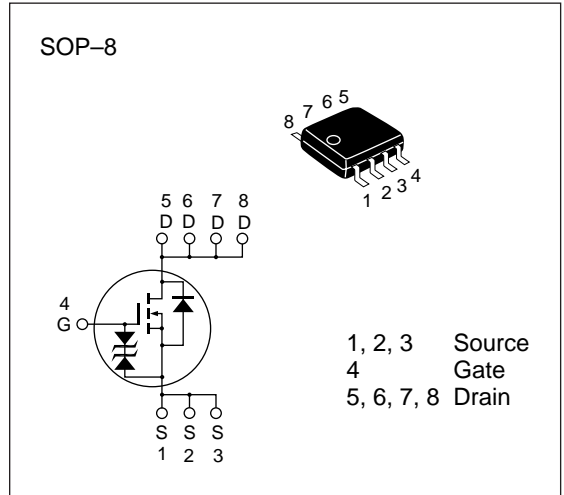 SOP–8
8 7 6 5
1 2 3 4
5 6 7 8
D D D D
4
G
1, 2, 3 Source
4 Gate
5, 6, 7, 8 Drain
S S S
1 2 3